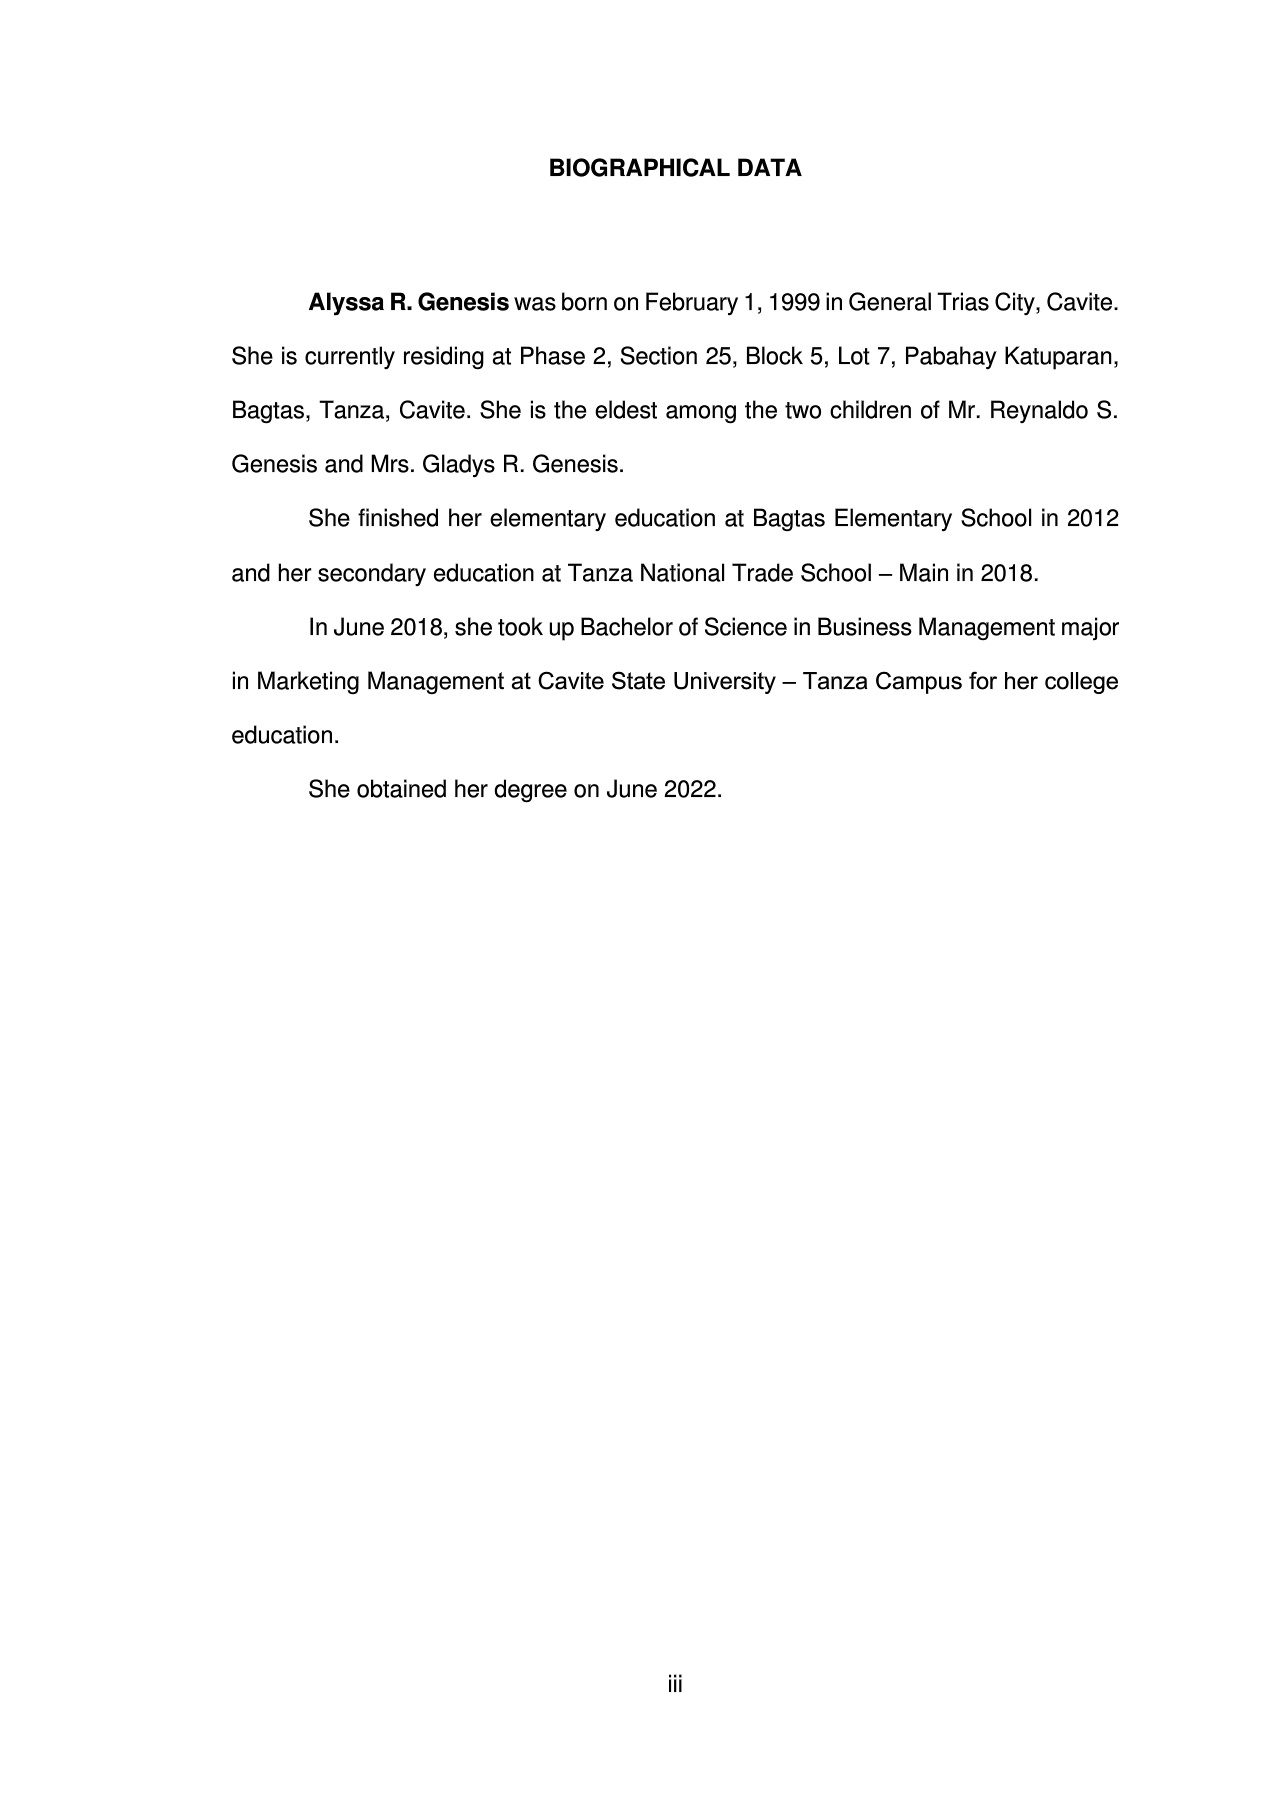 BIOGRAPHICAL DATA
Alyssa R. Genesis was born on February 1, 1999 in General Trias City, Cavite.
She is currently residing at Phase 2, Section 25, Block 5, Lot 7, Pabahay Katuparan,
Bagtas, Tanza, Cavite. She is the eldest among the two children of Mr. Reynaldo S.
Genesis and Mrs. Gladys R. Genesis.
She finished her elementary education at Bagtas Elementary School in 2012
and her secondary education at Tanza National Trade School – Main in 2018.
In June 2018, she took up Bachelor of Science in Business Management major
in Marketing Management at Cavite State University – Tanza Campus for her college
education.
She obtained her degree on June 2022.
iii